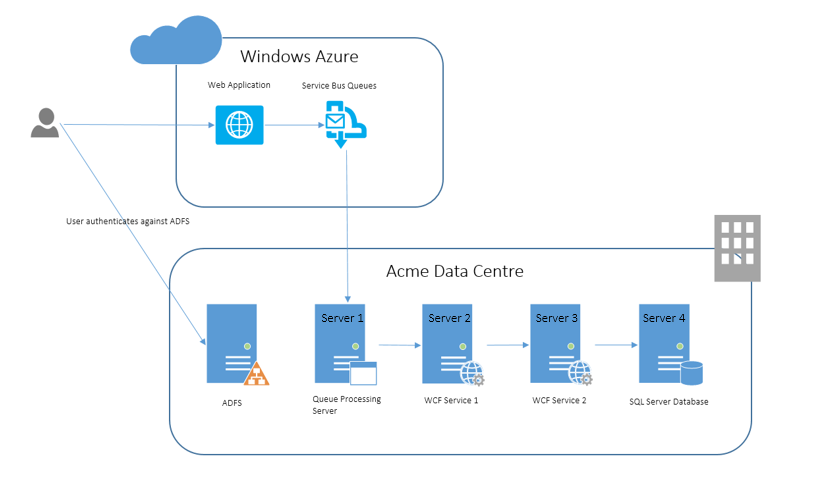 Windows Azure
Web Application
Service Bus Queues
User authenticates against ADFS
Acme Data Centre
Server 1
Server 2
Server 3
Server 4
ADFS
Queue Processing
Server
WCF Service 1
WCF Service 2
SQL Server Database